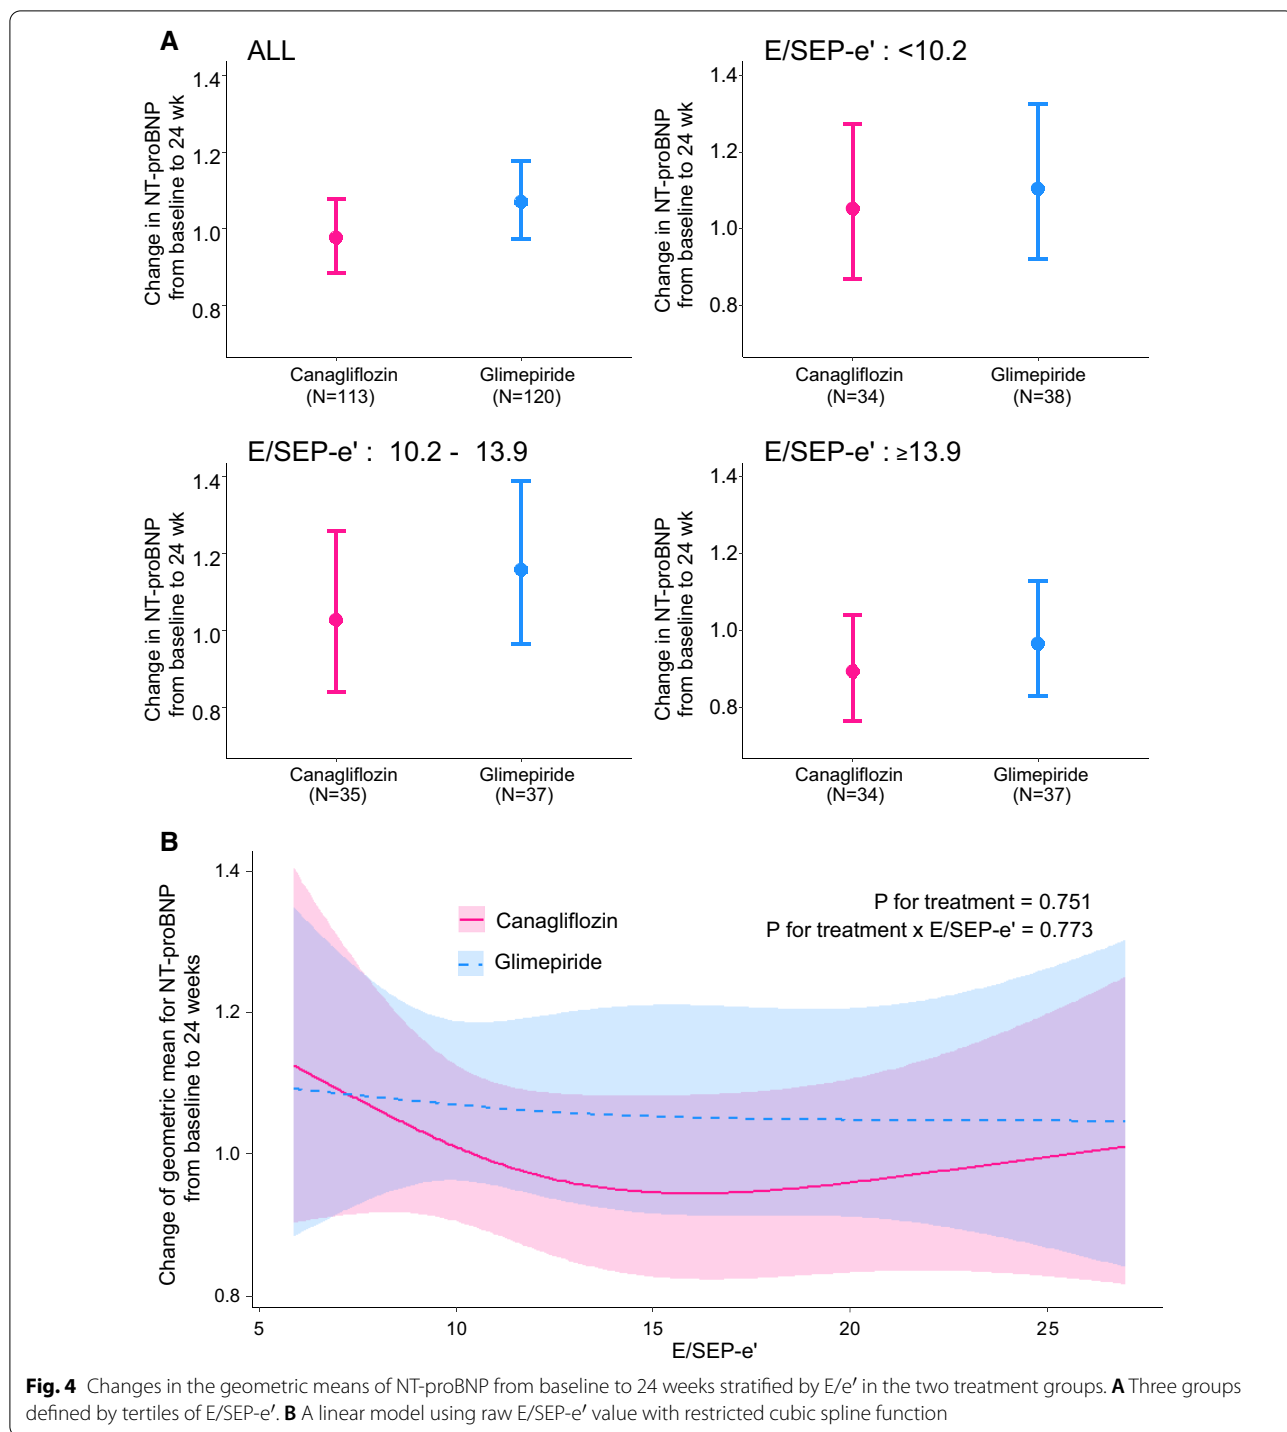 A
ALL
Change in NT-proBNP
from baseline to 24 wk
1.4
1.2
1.0
0.8
Canagliflozin
(N=113)
Glimepiride
(N=120)
E/SEP-e' : <10.2
Change in NT-proBNP
from baseline to 24 wk
1.4
1.2
1.0
0.8
Canagliflozin
(N=34)
Glimepiride
(N=38)
E/SEP-e' : 10.2 - 13.9
Change in NT-proBNP
from baseline to 24 wk
1.4
1.2
1.0
0.8
Canagliflozin
(N=35)
Glimepiride
(N=37)
E/SEP-e' : ≥13.9
Change in NT-proBNP
from baseline to 24 wk
1.4
1.2
1.0
0.8
Canagliflozin
(N=34)
Glimepiride
(N=37)
B
Change of geometric mean for NT-proBNP
from baseline to 24 weeks
1.4
1.2
1.0
0.8
Canagliflozin
Glimepiride
P for treatment = 0.751
P for treatment x E/SEP-e' = 0.773
5
10
15
20
25
E/SEP-e'
Fig. 4 Changes in the geometric means of NT-proBNP from baseline to 24 weeks stratified by E/e′ in the two treatment groups. A Three groups
defined by tertiles of E/SEP-e′. B A linear model using raw E/SEP-e′ value with restricted cubic spline function